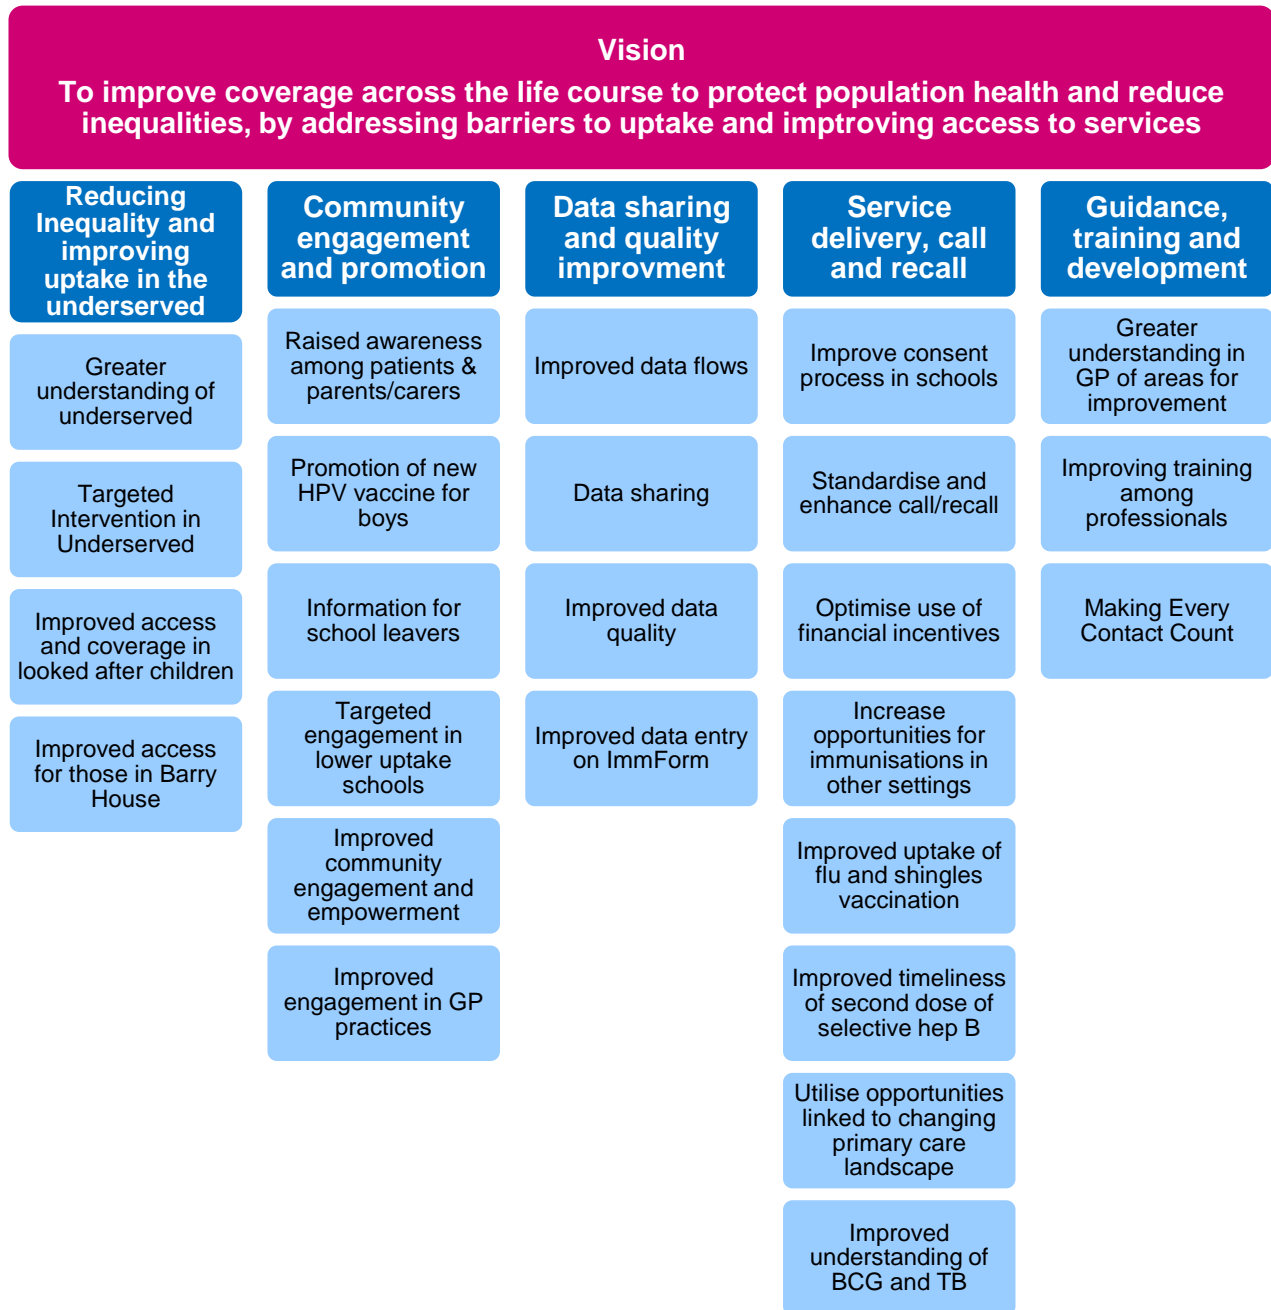 Vision
To improve coverage across the life course to protect population health and reduce
inequalities, by addressing barriers to uptake and imptroving access to services
Reducing
Inequality and
improving
uptake in the
underserved
Greater
understanding of
underserved
Targeted
Intervention in
Underserved
Improved access
and coverage in
looked after children
Improved access
for those in Barry
House
Community
engagement
and promotion
Raised awareness
among patients &
parents/carers
Promotion of new
HPV vaccine for
boys
Information for
school leavers
Targeted
engagement in
lower uptake
schools
Improved
community
engagement and
empowerment
Improved
engagement in GP
practices
Data sharing
and quality
improvment
Improved data flows
Data sharing
Improved data
quality
Improved data entry
on ImmForm
Service
delivery, call
and recall
Improve consent
process in schools
Standardise and
enhance call/recall
Optimise use of
financial incentives
Increase
opportunities for
immunisations in
other settings
Improved uptake of
flu and shingles
vaccination
Improved timeliness
of second dose of
selective hep B
Utilise opportunities
linked to changing
primary care
landscape
Improved
understanding of
BCG and TB
Guidance,
training and
development
Greater
understanding in
GP of areas for
improvement
Improving training
among
professionals
Making Every
Contact Count